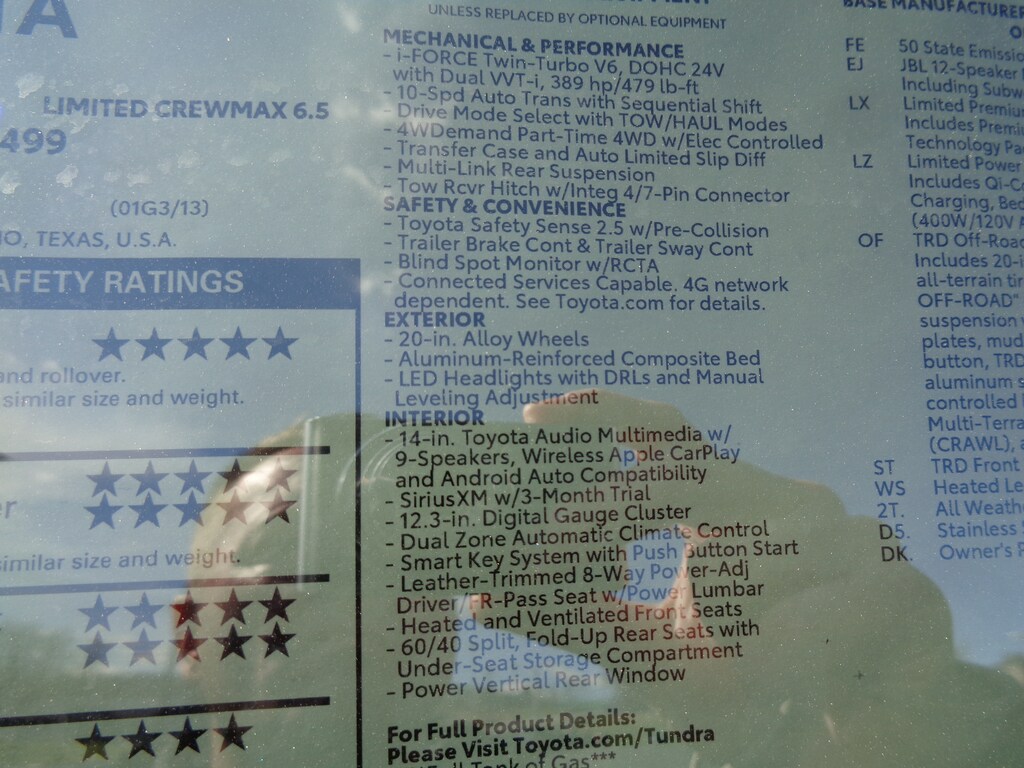 UNLESS REPLACED BY OPTIONAL EQUIPMENT
MECHANICAL & PERFORMANCE
- i-FORCE Twin-Turbo V6, DOHC 24V
with Dual VVT-i, 389 hp/479 lb-ft
- 10-Spd Auto Trans with Sequential Shift
- Drive Mode Select with TOW/HAUL Modes
- 4WDemand Part-Time 4WD w/Elec Controlled
- Transfer Case and Auto Limited Slip Diff
- Multi-Link Rear Suspension
- Tow Rcvr Hitch w/Integ 4/7-Pin Connector
SAFETY & CONVENIENCE
- Toyota Safety Sense 2.5 w/Pre-Collision
- Trailer Brake Cont & Trailer Sway Cont
- Blind Spot Monitor w/RCTA
- Connected Services Capable. 4G network
dependent. See Toyota.com for details.
EXTERIOR
- 20-in. Alloy Wheels
- Aluminum-Reinforced Composite Bed
- LED Headlights with DRLs and Manual
Leveling Adjustment
INTERIOR
- 14-in. Toyota Audio Multimedia w/
9-Speakers, Wireless Apple CarPlay
and Android Auto Compatibility
- SiriusXM w/3-Month Trial
- 12.3-in. Digital Gauge Cluster
- Dual Zone Automatic Climate Control
- Smart Key System with Push Button Start
- Leather-Trimmed 8-Way Power-Adj
Driver/FR-Pass Seat w/Power Lumbar
- Heated and Ventilated Front Seats
- 60/40 Split, Fold-Up Rear Seats with
Under-Seat Storage Compartment
- Power Vertical Rear Window
For Full Product Details:
Please Visit Toyota.com/Tundra
Tank of Gas***
LIMITED CREWMAX 6.5
499
(01G3/13)
TEXAS, U.S.A.
AFETY RATINGS
★★★★★
and rollover.
similar size and weight.
★★★★★
★★★★★
similar size and weight.
★★★★★
★★★★★
★★★★
BASE MANUFACTURER
FE 50 State Emissio
EJ JBL 12-Speaker
Including Subw
LX Limited Premiu
Includes Premi
Technology Pa
LZ Limited Power
Includes Qi-Co
Charging, Bed
(400W/120V
OF TRD Off-Road
Includes 20-i
all-terrain tir
OFF-ROAD"
suspension
plates, mud
button, TRD
aluminum s
controlled
Multi-Terra
(CRAWL), a
ST TRD Front
WS Heated Le
2T. All Weath
D5. Stainless
DK. Owner's P